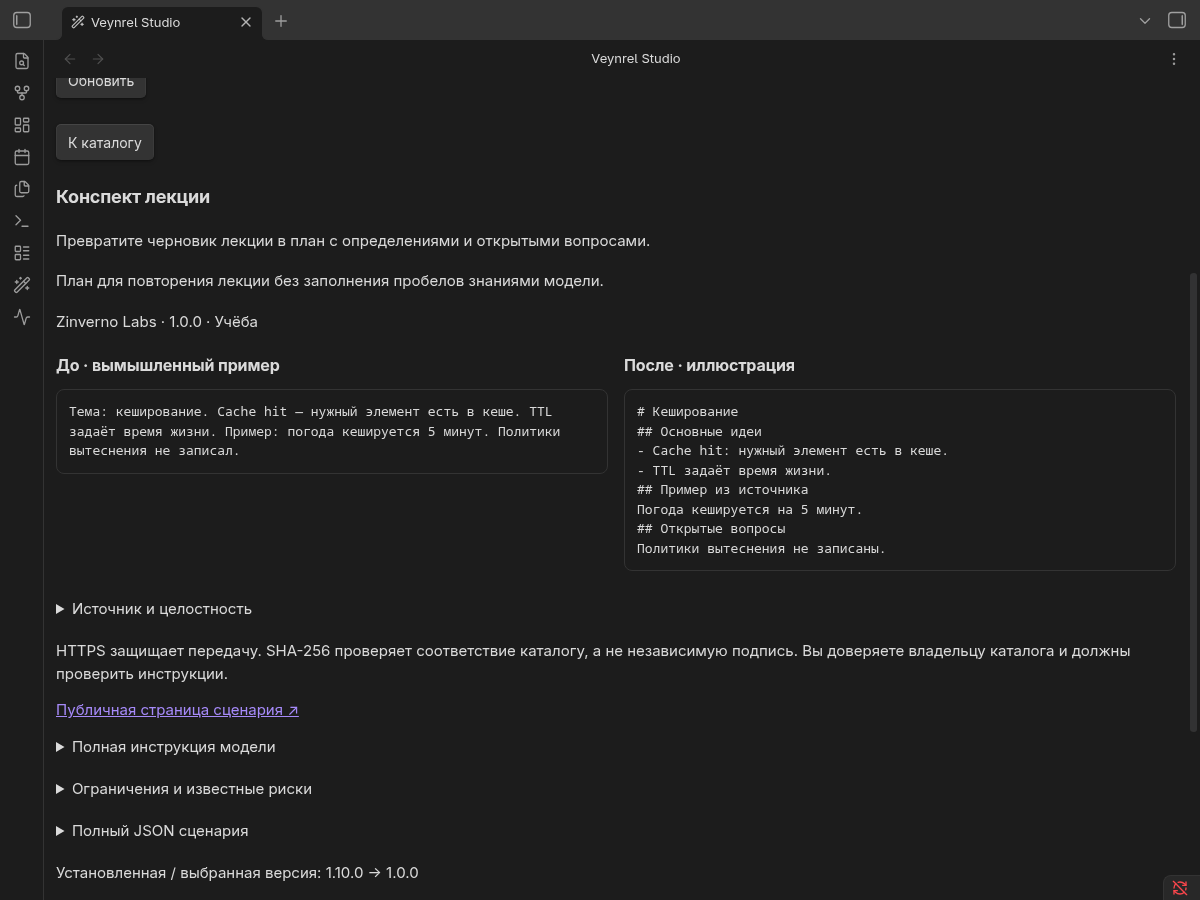 Veynrel Studio
Veynrel Studio
Обновить
К каталогу
Конспект лекции
Превратите черновик лекции в план с определениями и открытыми вопросами.
План для повторения лекции без заполнения пробелов знаниями модели.
Zinverno Labs · 1.0.0 · Учёба
До · вымышленный пример
Тема: кеширование. Cache hit — нужный элемент есть в кеше. TTL
задаёт время жизни. Пример: погода кешируется 5 минут. Политики
вытеснения не записал.
После · иллюстрация
# Кеширование
## Основные идеи
- Cache hit: нужный элемент есть в кеше.
- TTL задаёт время жизни.
## Пример из источника
Погода кешируется на 5 минут.
## Открытые вопросы
Политики вытеснения не записаны.
Источник и целостность
HTTPS защищает передачу. SHA-256 проверяет соответствие каталогу, а не независимую подпись. Вы доверяете владельцу каталога и должны
проверить инструкции.
Публичная страница сценария ↗
Полная инструкция модели
Ограничения и известные риски
Полный JSON сценария
Установленная / выбранная версия: 1.10.0 → 1.0.0